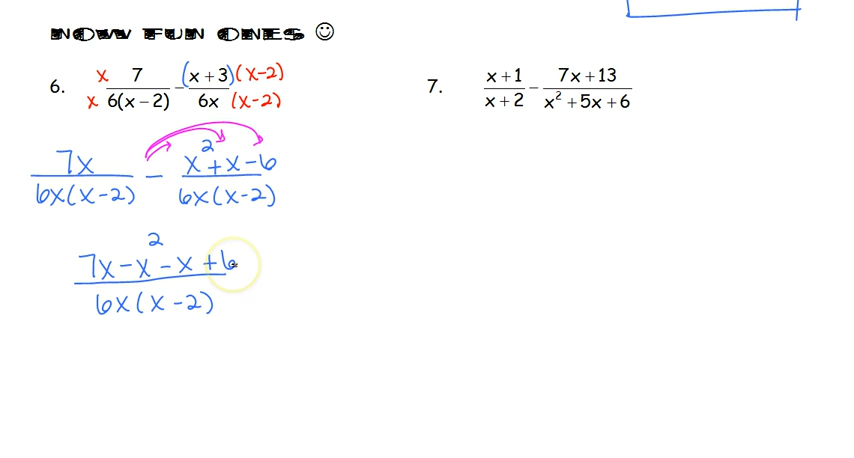 NOW FUN ONES ☺
6. x 7 / x 6(x − 2) − (x + 3)(x−2) / 6x (x−2)
7x / 6x(x−2) − x² + x − 6 / 6x(x−2)
7x − x² − x + 6 / 6x(x−2)
7. x + 1 / x + 2 − 7x + 13 / x² + 5x + 6